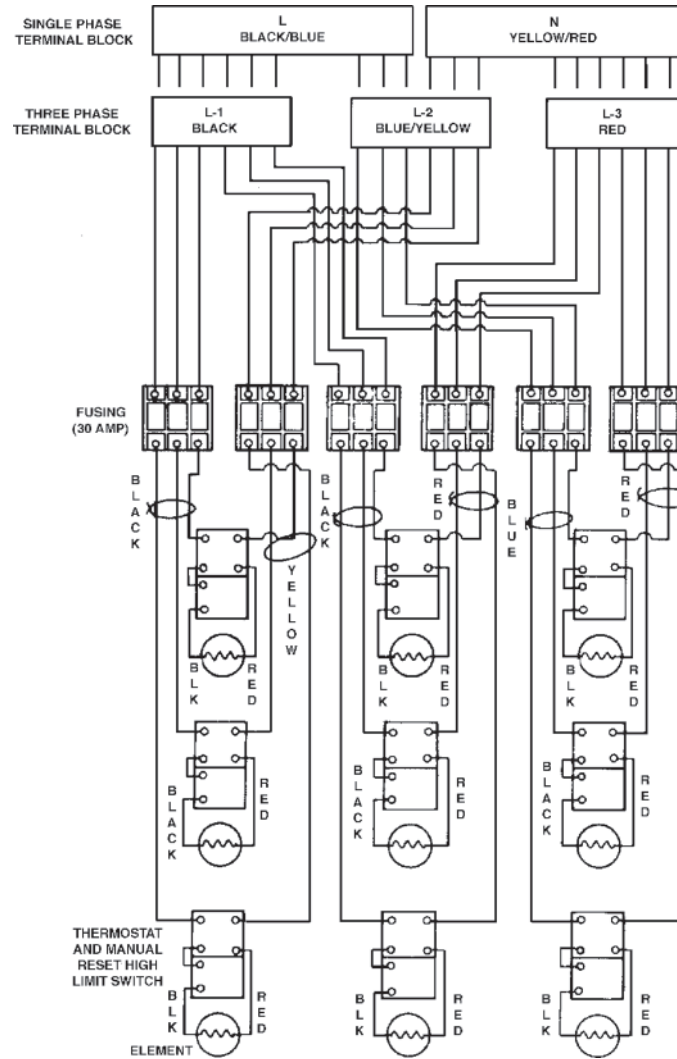 SINGLE PHASE
TERMINAL BLOCK
L
BLACK/BLUE
N
YELLOW/RED
THREE PHASE
TERMINAL BLOCK
L-1
BLACK
L-2
BLUE/YELLOW
L-3
RED
FUSING
(30 AMP)
BLACK
YELLOW
BLACK
RED
BLUE
RED
BLK
RED
BLK
RED
BLK
RED
BLACK
RED
BLACK
RED
BLACK
RED
THERMOSTAT
AND MANUAL
RESET HIGH
LIMIT SWITCH
BLK
RED
BLK
RED
BLK
RED
ELEMENT